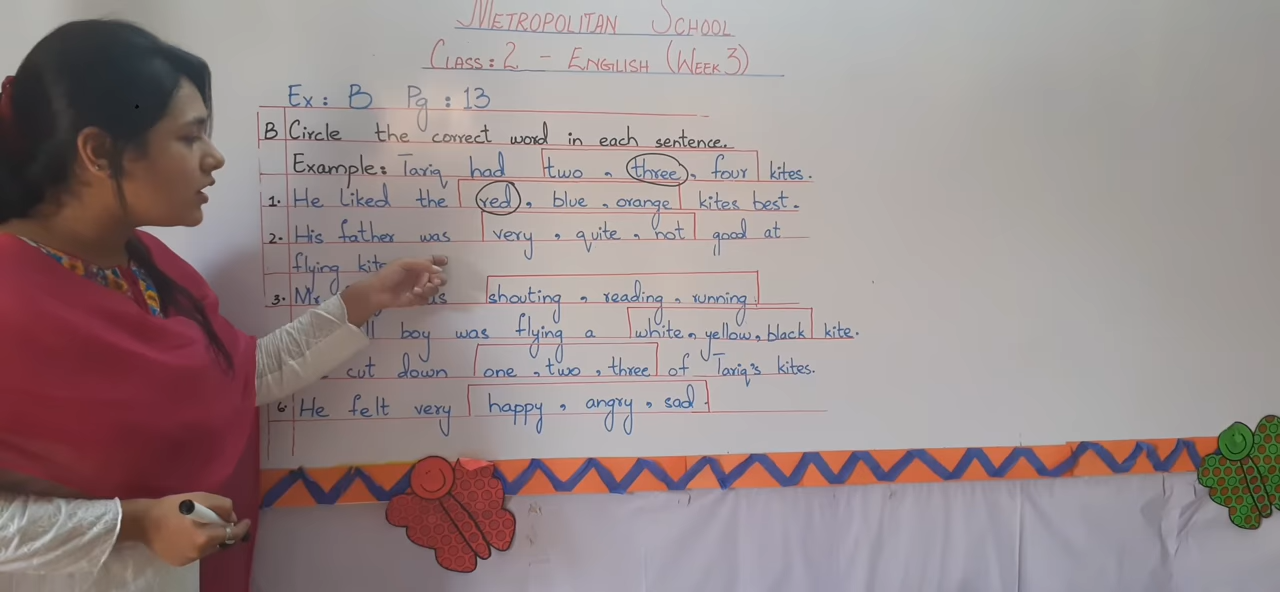 METROPOLITAN SCHOOL
CLASS: 2 - ENGLISH (WEEK 3)
Ex: B Pg: 13
B Circle the correct word in each sentence.
Example: Tariq had two, three, four kites.
1. He liked the red, blue, orange kites best.
2. His father was very, quite, not good at
flying
3. shouting, reading, running.
boy was flying a white, yellow, black kite.
cut down one, two, three of Tariq's kites.
6. He felt very happy, angry, sad.